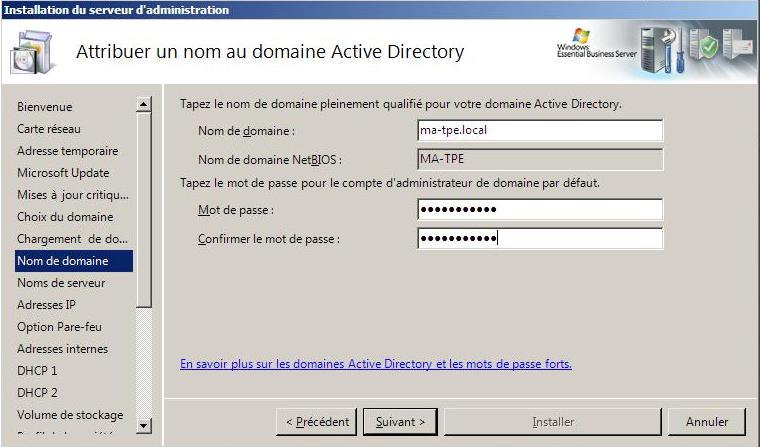 Installation du serveur d'administration
Attribuer un nom au domaine Active Directory
Windows
Essential Business Server
Bienvenue
Carte réseau
Adresse temporaire
Microsoft Update
Mises à jour critiqu...
Choix du domaine
Chargement de do...
Nom de domaine
Noms de serveur
Adresses IP
Option Pare-feu
Adresses internes
DHCP 1
DHCP 2
Volume de stockage
Tapez le nom de domaine pleinement qualifié pour votre domaine Active Directory.
Nom de domaine :
ma-tpe.local
Nom de domaine NetBIOS :
MA-TPE
Tapez le mot de passe pour le compte d'administrateur de domaine par défaut.
Mot de passe :
●●●●●●●●●●●
Confirmer le mot de passe :
●●●●●●●●●●●
En savoir plus sur les domaines Active Directory et les mots de passe forts.
< Précédent
Suivant >
Installer
Annuler